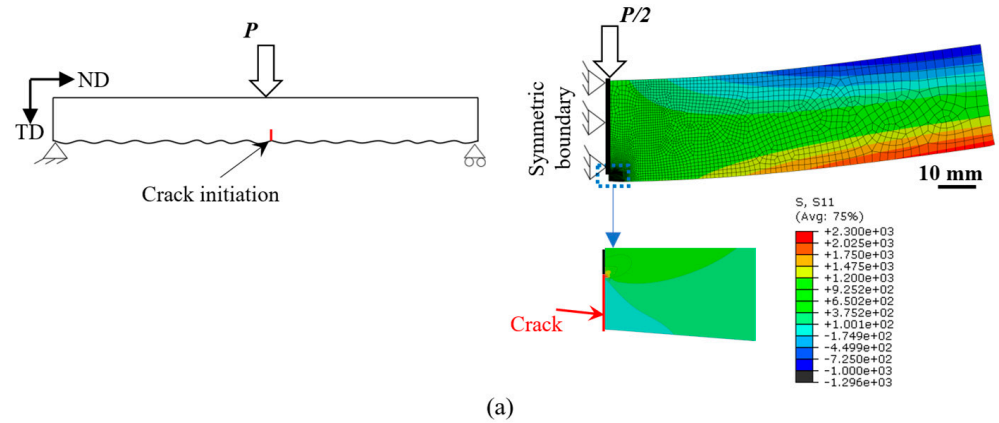 P
ND
TD
Crack initiation
P/2
Symmetric
boundary
10 mm
S, S11
(Avg: 75%)
+2.300e+03
+2.025e+03
+1.750e+03
+1.475e+03
+1.200e+03
+9.252e+02
+6.502e+02
+3.752e+02
+1.001e+02
-1.749e+02
-4.499e+02
-7.250e+02
-1.000e+03
-1.296e+03
Crack
(a)